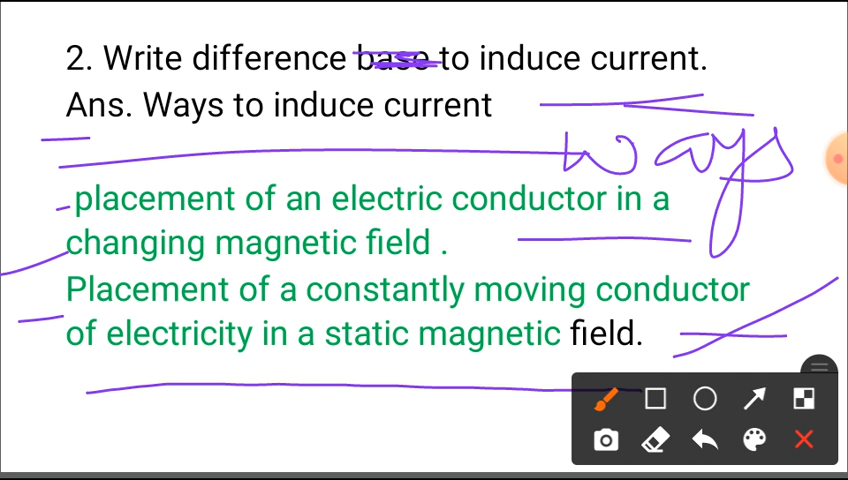 2. Write difference base to induce current.
Ans. Ways to induce current
ways
placement of an electric conductor in a
changing magnetic field .
Placement of a constantly moving conductor
of electricity in a static magnetic field.